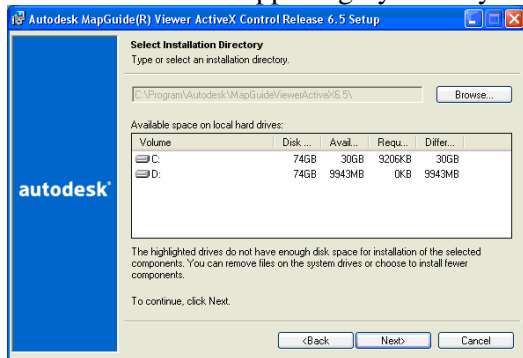 Autodesk MapGuide(R) Viewer ActiveX Control Release 6.5 Setup
Select Installation Directory
Type or select an installation directory.
C:\Program\Autodesk\MapGuideViewerActiveX6.5\
Browse...
Available space on local hard drives:
Volume Disk ... Avail... Requ... Differ...
C: 74GB 30GB 9206KB 30GB
D: 74GB 9943MB 0KB 9943MB
autodesk
The highlighted drives do not have enough disk space for installation of the selected
components. You can remove files on the system drives or choose to install fewer
components.
To continue, click Next.
<Back Next> Cancel